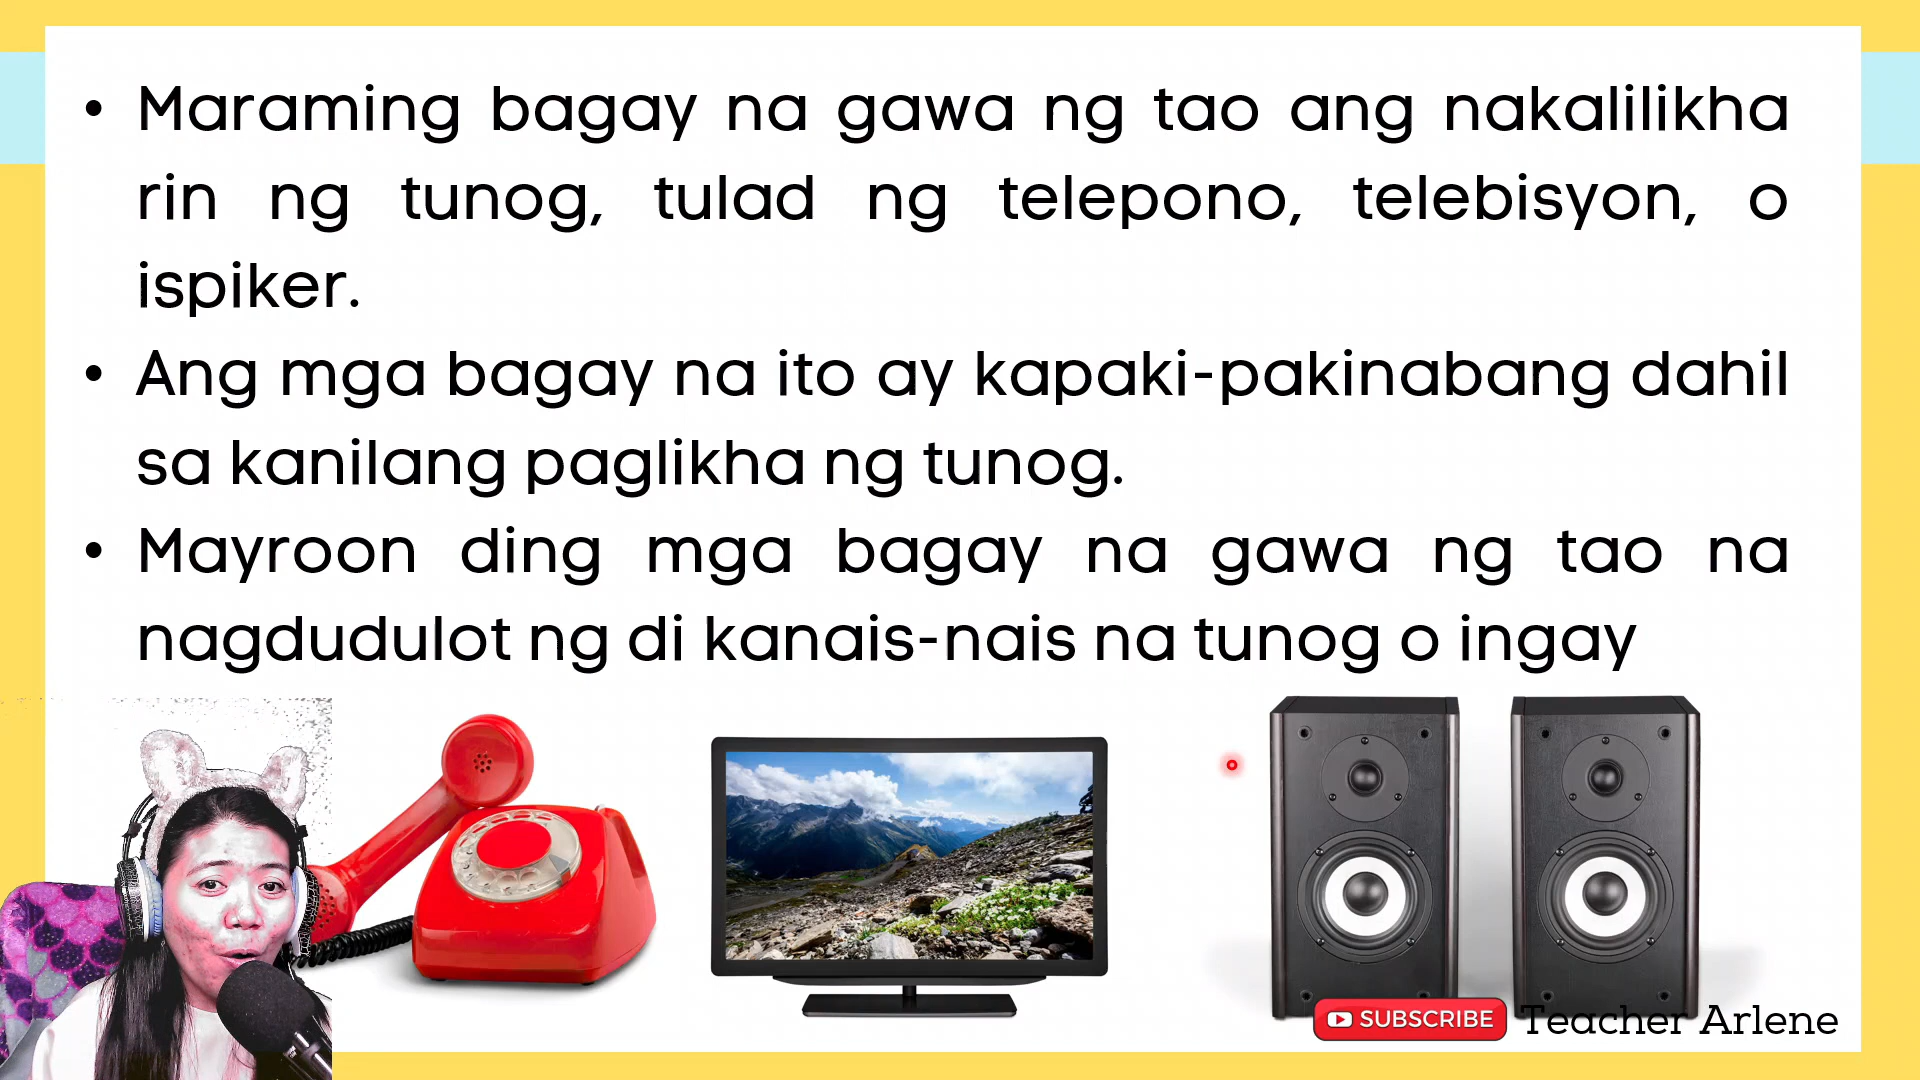 • Maraming bagay na gawa ng tao ang nakalilikha
rin ng tunog, tulad ng telepono, telebisyon, o
ispiker.
• Ang mga bagay na ito ay kapaki-pakinabang dahil
sa kanilang paglikha ng tunog.
• Mayroon ding mga bagay na gawa ng tao na
nagdudulot ng di kanais-nais na tunog o ingay
SUBSCRIBE Teacher Arlene